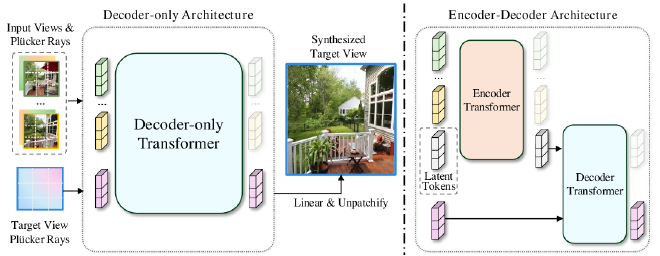 Decoder-only Architecture
Input Views &
Plücker Rays
...
...
...
Decoder-only
Transformer
Target View
Plücker Rays
Synthesized
Target View
Linear & Unpatchify
Encoder-Decoder Architecture
...
...
Encoder
Transformer
Latent
Tokens
Decoder
Transformer